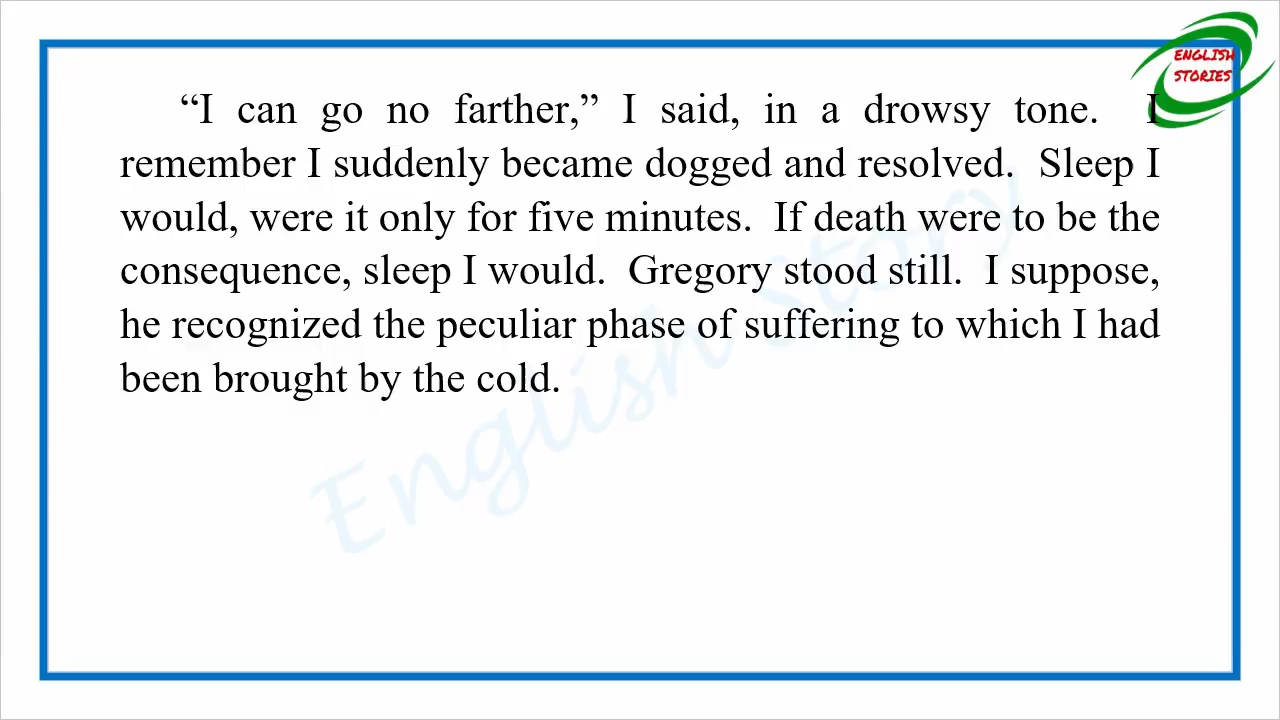 ENGLISH
STORIES
“I can go no farther,” I said, in a drowsy tone. I
remember I suddenly became dogged and resolved. Sleep I
would, were it only for five minutes. If death were to be the
consequence, sleep I would. Gregory stood still. I suppose,
he recognized the peculiar phase of suffering to which I had
been brought by the cold.
English Story